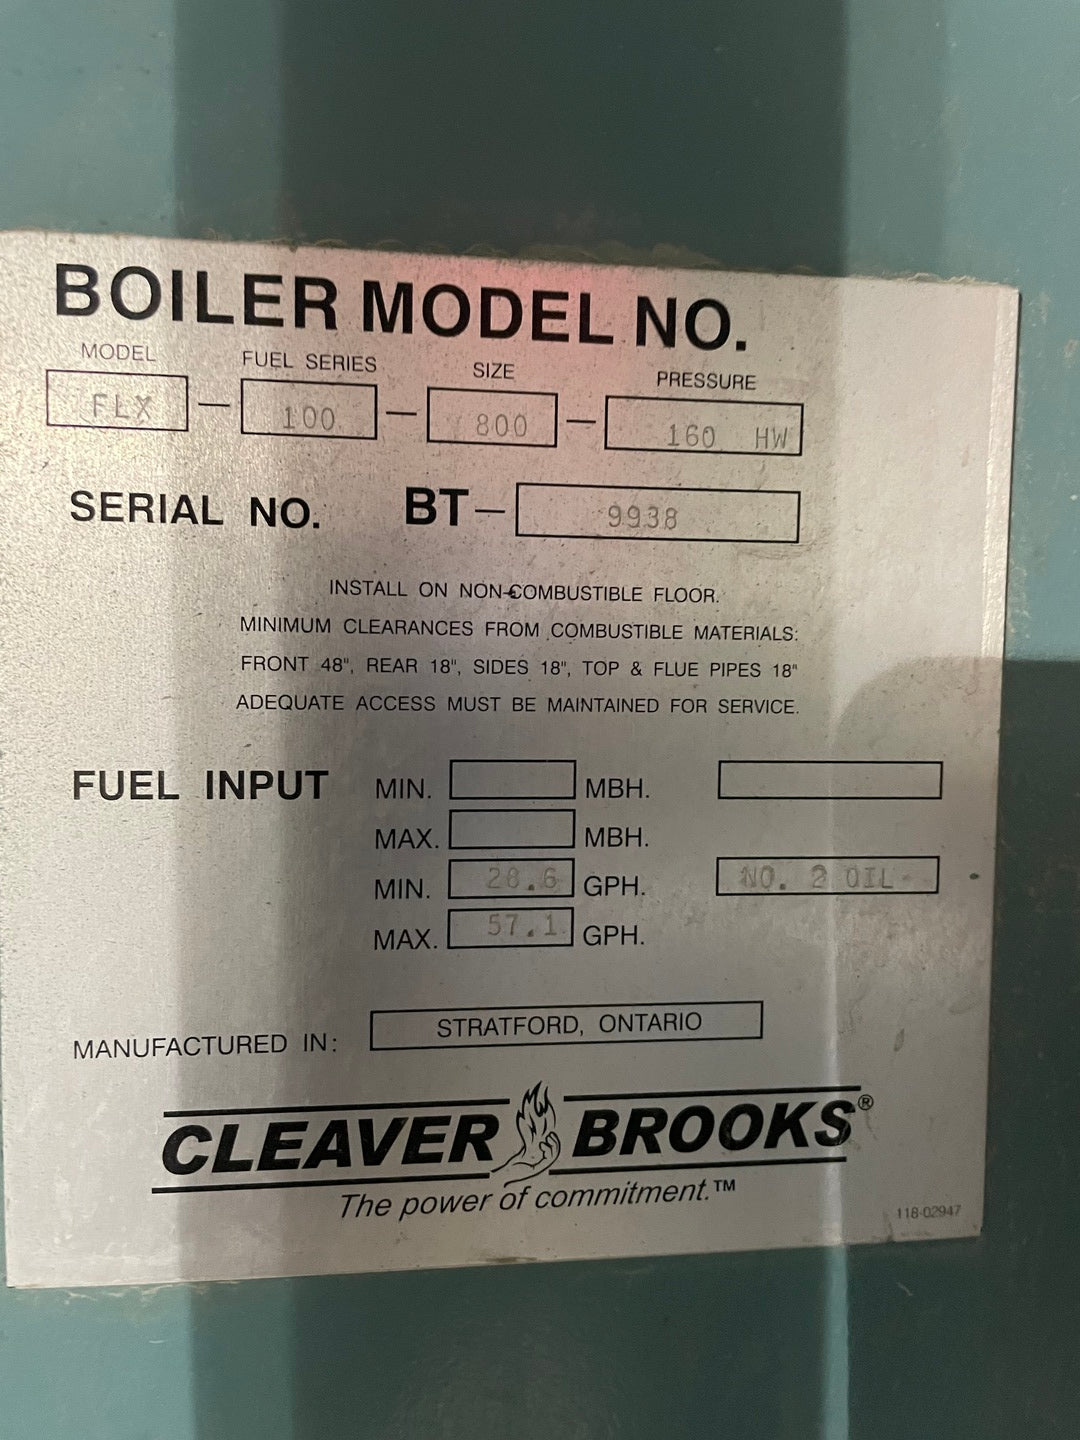 BOILER MODEL NO.
MODEL FUEL SERIES SIZE PRESSURE
FLX — 100 — 800 — 160 HW
SERIAL NO. BT— 9938
INSTALL ON NON-COMBUSTIBLE FLOOR.
MINIMUM CLEARANCES FROM COMBUSTIBLE MATERIALS:
FRONT 48", REAR 18", SIDES 18", TOP & FLUE PIPES 18"
ADEQUATE ACCESS MUST BE MAINTAINED FOR SERVICE.
FUEL INPUT MIN. MBH.
MAX. MBH.
MIN. 28.6 GPH. NO. 2 OIL
MAX. 57.1 GPH.
MANUFACTURED IN: STRATFORD, ONTARIO
CLEAVER BROOKS®
The power of commitment.™
118-02947